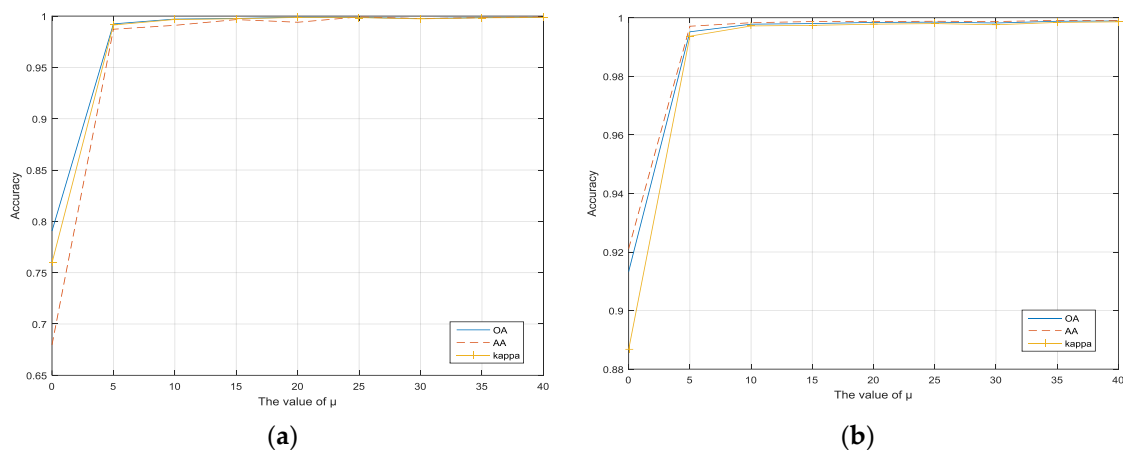 1
0.95
0.9
0.85
0.8
0.75
0.7
0.65
0 5 10 15 20 25 30 35 40
Accuracy
The value of μ
OA
AA
kappa
(a)
1
0.98
0.96
0.94
0.92
0.9
0.88
0 5 10 15 20 25 30 35 40
Accuracy
The value of μ
OA
AA
kappa
(b)